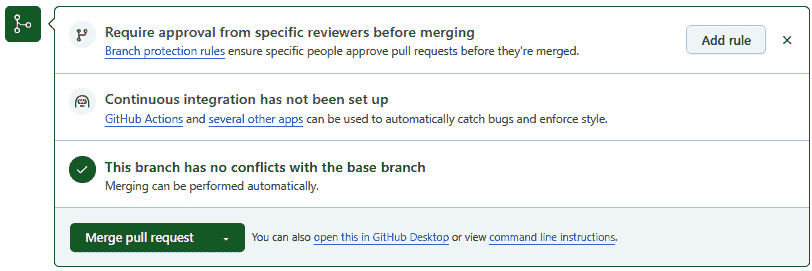 Require approval from specific reviewers before merging
Branch protection rules ensure specific people approve pull requests before they're merged.
Add rule
Continuous integration has not been set up
GitHub Actions and several other apps can be used to automatically catch bugs and enforce style.
This branch has no conflicts with the base branch
Merging can be performed automatically.
Merge pull request
You can also open this in GitHub Desktop or view command line instructions.